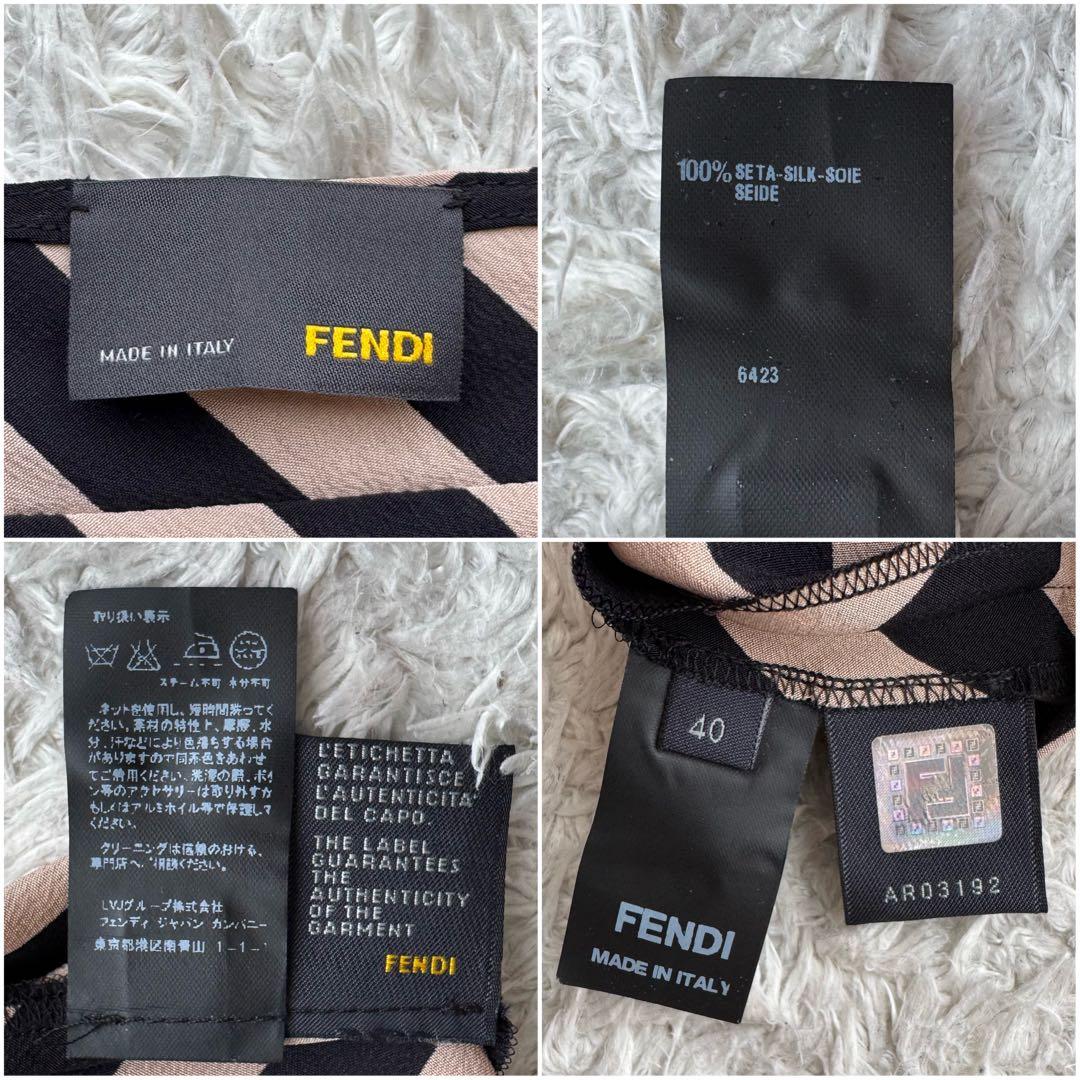 MADE IN ITALY
FENDI
100% SETA-SILK-SOIE
SEIDE
6423
取り扱い表示
スチーム不可 水サ不可
ネットを使用し、短時間洗ってく
ださい。素材の特性上、摩擦、水
分、汗などにより色落ちする場合
がありますので同系色をあわせ
てご着用ください。洗濯の際、ボイ
ン等のアクセサリーは取り外すか
もしくはアルミホイル等で保護して
ください。
クリーニングは信頼のおける、
専門店へご相談ください。
LVJグループ株式会社
フェンディ ジャパン カンパニー
東京都港区南青山 1-1-1
L'ETICHETTA
GARANTISCE
L'AUTENTICITA'
DEL CAPO.
THE LABEL
GUARANTEES
THE
AUTHENTICITY
OF THE
GARMENT
FENDI
40
FENDI
MADE IN ITALY
AR03192